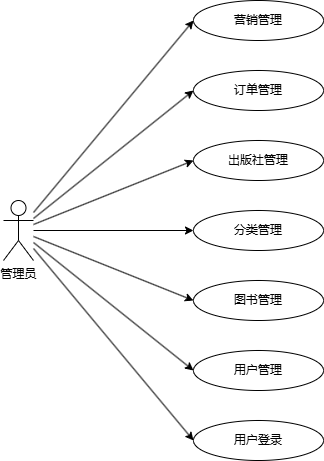 营销管理
订单管理
出版社管理
分类管理
管理员
图书管理
用户管理
用户登录